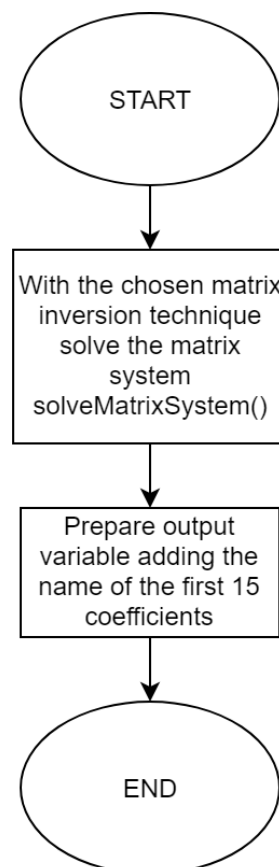 START
With the chosen matrix
inversion technique
solve the matrix
system
solveMatrixSystem()
Prepare output
variable adding the
name of the first 15
coefficients
END